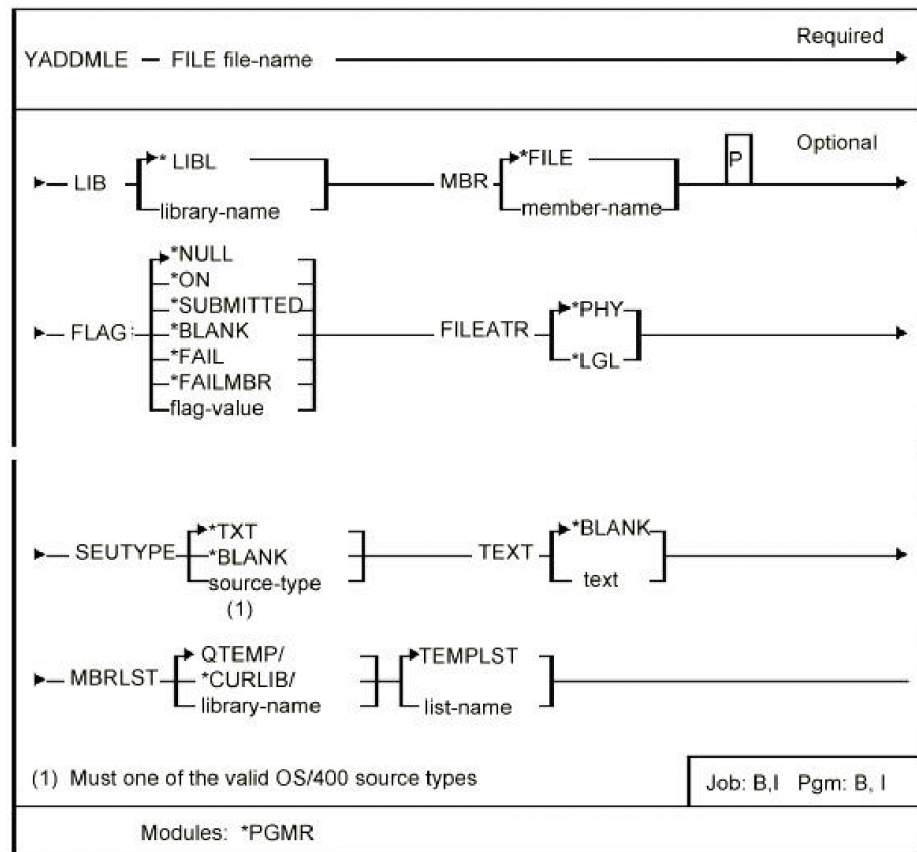 Required
YADDMLE — FILE file-name
Optional
LIB
* LIBL
library-name
MBR
*FILE
member-name
P
FLAG:
*NULL
*ON
*SUBMITTED
*BLANK
*FAIL
*FAILMBR
flag-value
FILEATR
*PHY
*LGL
SEUTYPE
*TXT
*BLANK
source-type
(1)
TEXT
*BLANK
text
MBRLST
QTEMP/
*CURLIB/
library-name
TEMPLST
list-name
(1) Must one of the valid OS/400 source types
Job: B,I Pgm: B, I
Modules: *PGMR